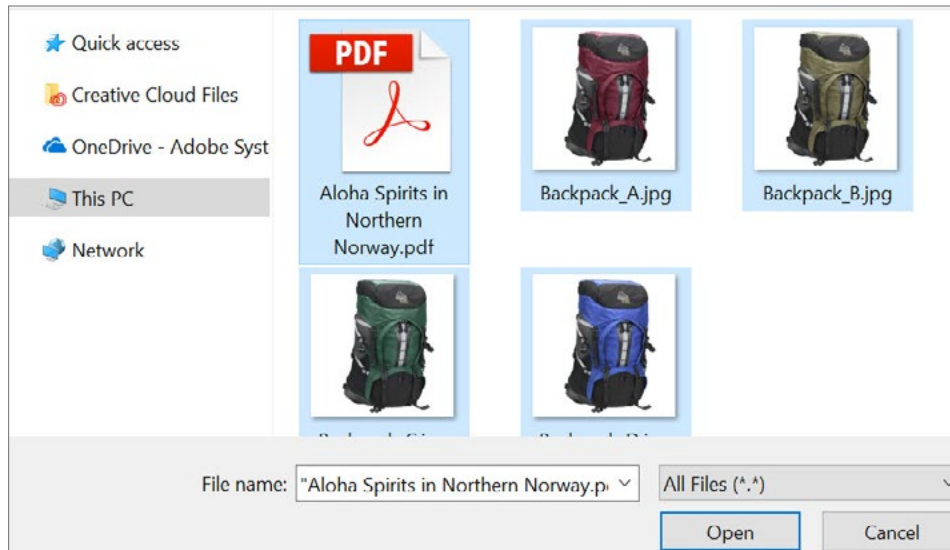 Quick access
Creative Cloud Files
OneDrive - Adobe Syst
This PC
Network
PDF
Aloha Spirits in
Northern
Norway.pdf
Backpack_A.jpg
Backpack_B.jpg
File name:
"Aloha Spirits in Northern Norway.p
All Files (*.*)
Open
Cancel